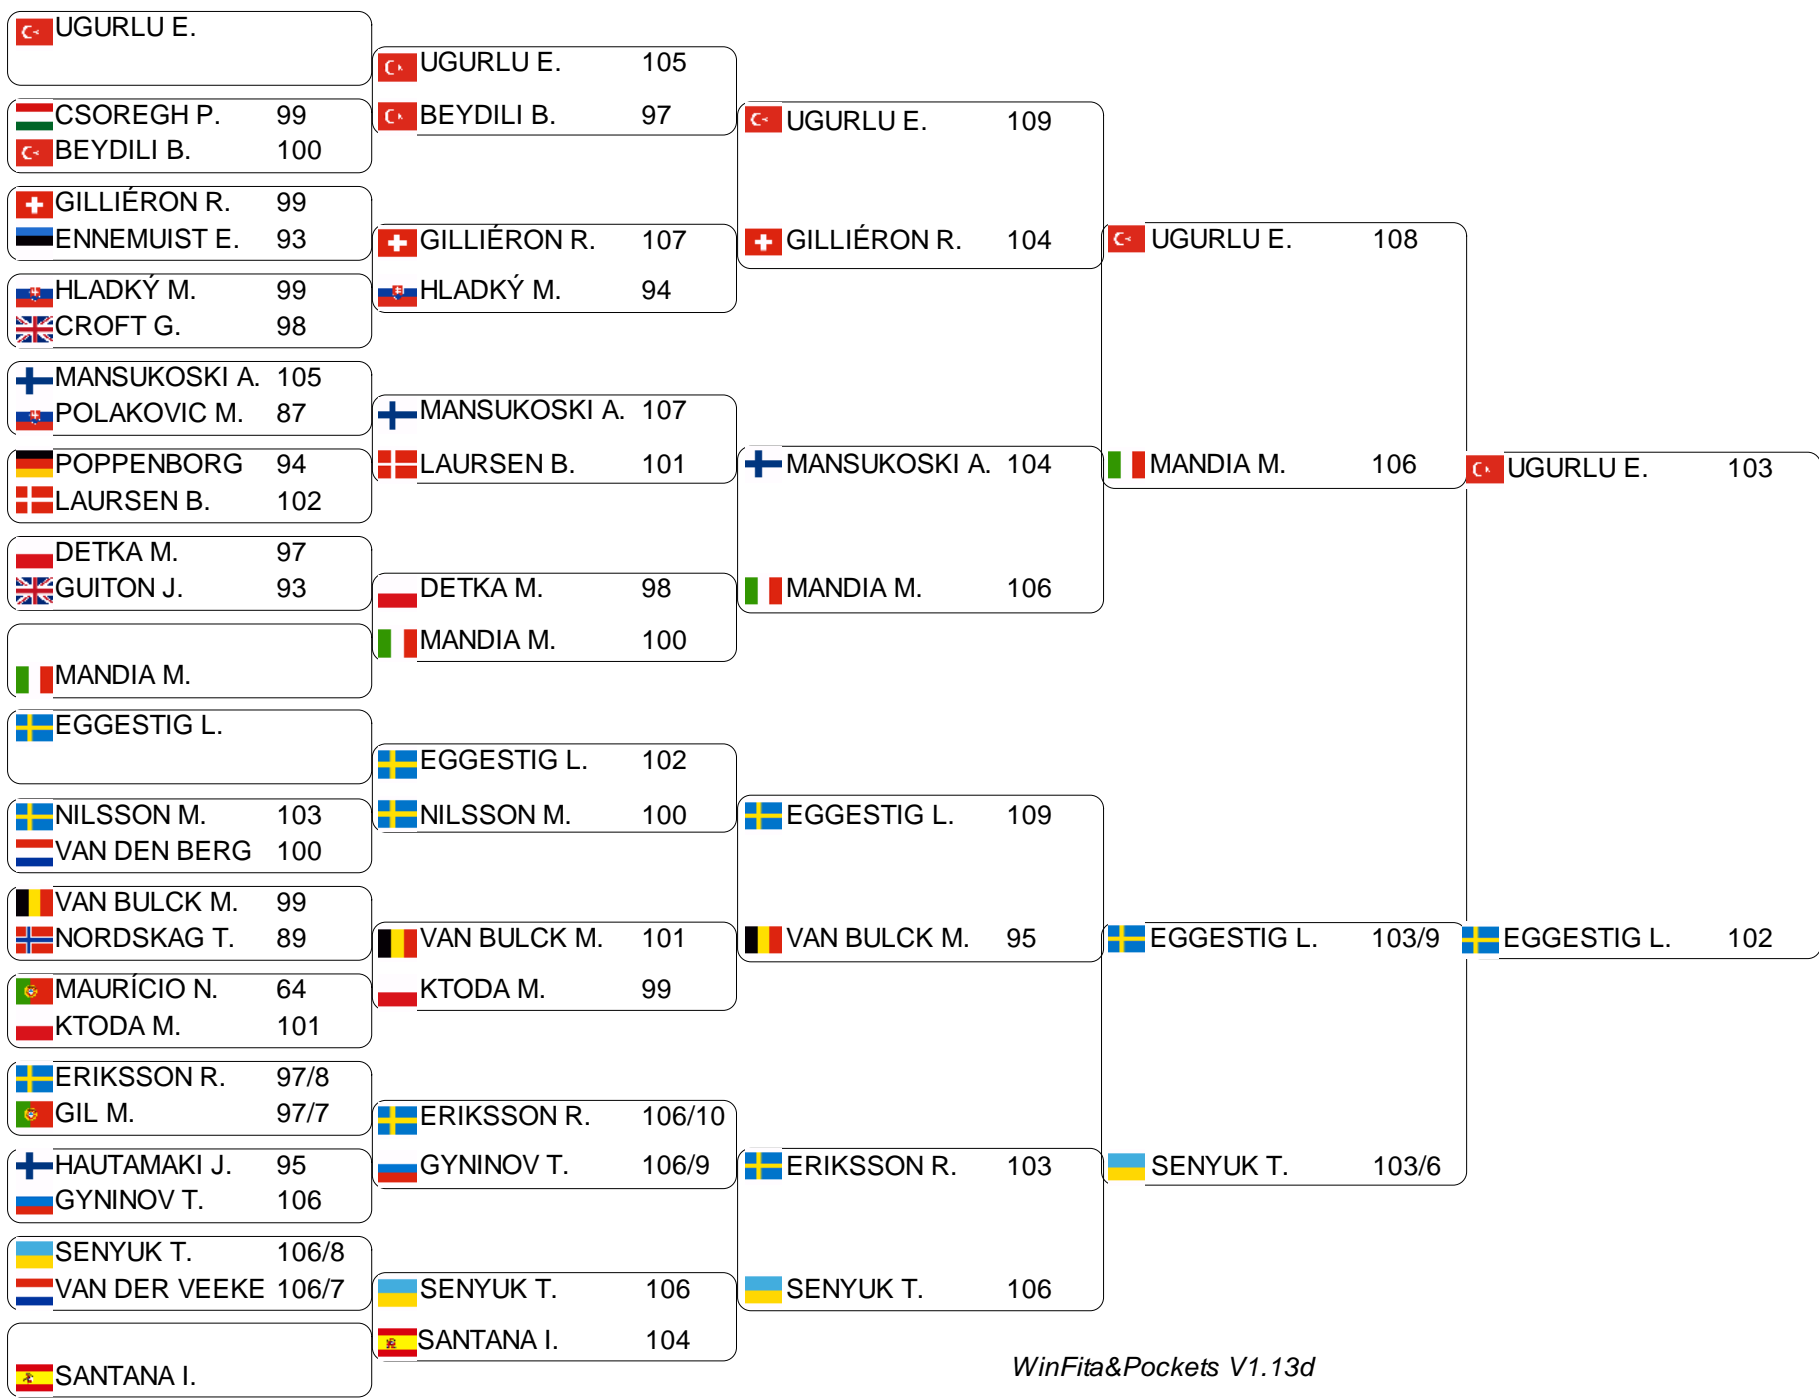 UGURLU E.
CSOREGH P. 99
BEYDILI B. 100
GILLIÉRON R. 99
ENNEMUIST E. 93
HLADKÝ M. 99
CROFT G. 98
MANSUKOSKI A. 105
POLAKOVIC M. 87
POPPENBORG 94
LAURSEN B. 102
DETKA M. 97
GUITON J. 93
MANDIA M.
EGGESTIG L.
NILSSON M. 103
VAN DEN BERG 100
VAN BULCK M. 99
NORDSKAG T. 89
MAURÍCIO N. 64
KTODA M. 101
ERIKSSON R. 97/8
GIL M. 97/7
HAUTAMAKI J. 95
GYNINOV T. 106
SENYUK T. 106/8
VAN DER VEEKE 106/7
SANTANA I.
UGURLU E. 105
BEYDILI B. 97
GILLIÉRON R. 107
HLADKÝ M. 94
MANSUKOSKI A. 107
LAURSEN B. 101
DETKA M. 98
MANDIA M. 100
EGGESTIG L. 102
NILSSON M. 100
VAN BULCK M. 101
KTODA M. 99
ERIKSSON R. 106/10
GYNINOV T. 106/9
SENYUK T. 106
SANTANA I. 104
UGURLU E. 109
GILLIÉRON R. 104
MANSUKOSKI A. 104
MANDIA M. 106
EGGESTIG L. 109
VAN BULCK M. 95
ERIKSSON R. 103
SENYUK T. 106
UGURLU E. 108
MANDIA M. 106
EGGESTIG L. 103/9
SENYUK T. 103/6
UGURLU E. 103
EGGESTIG L. 102
WinFita&Pockets V1.13d